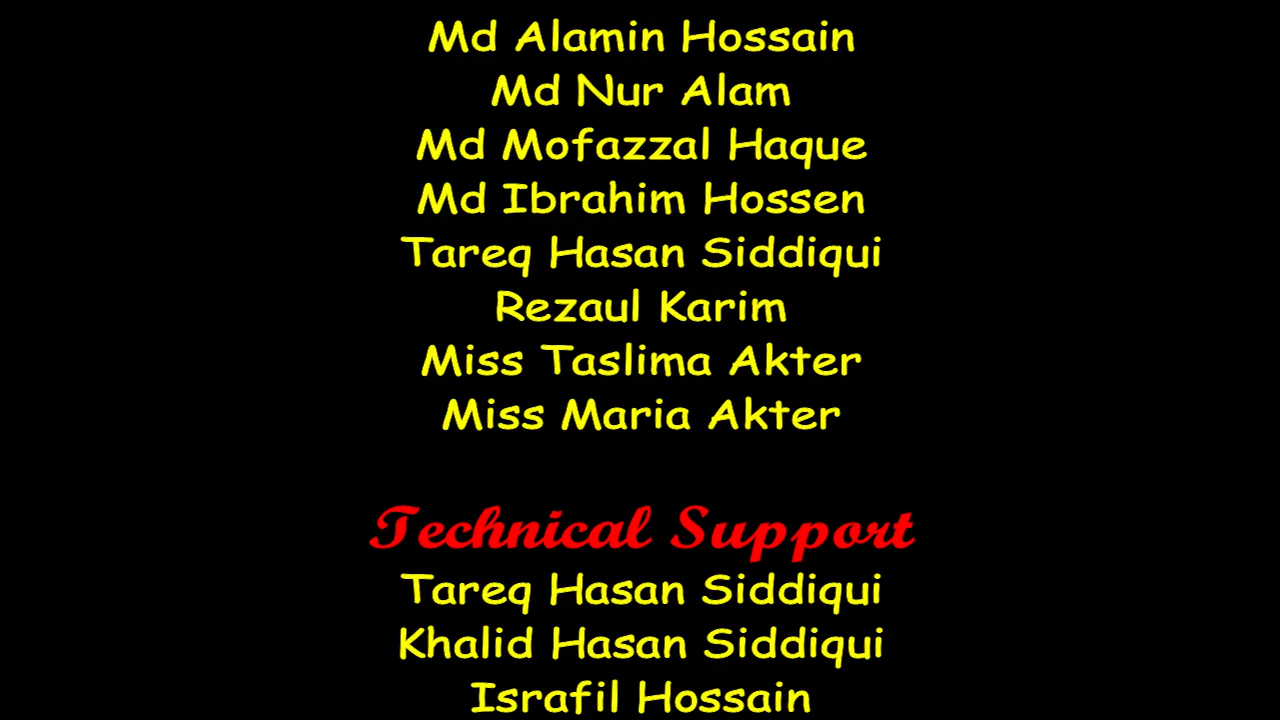 Md Alamin Hossain
Md Nur Alam
Md Mofazzal Haque
Md Ibrahim Hossen
Tareq Hasan Siddiqui
Rezaul Karim
Miss Taslima Akter
Miss Maria Akter
Technical Support
Tareq Hasan Siddiqui
Khalid Hasan Siddiqui
Israfil Hossain